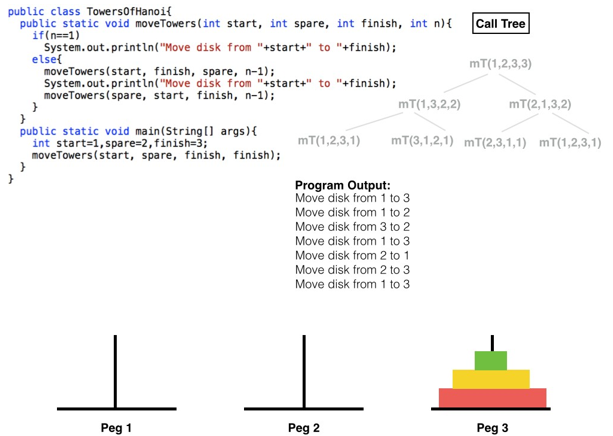 public class TowersOfHanoi{
public static void moveTowers(int start, int spare, int finish, int n){
if(n==1)
System.out.println("Move disk from "+start+" to "+finish);
else{
moveTowers(start, finish, spare, n-1);
System.out.println("Move disk from "+start+" to "+finish);
moveTowers(spare, start, finish, n-1);
}
}
public static void main(String[] args){
int start=1,spare=2,finish=3;
moveTowers(start, spare, finish, finish);
}
}
Call Tree
mT(1,2,3,3)
mT(1,3,2,2) mT(2,1,3,2)
mT(1,2,3,1) mT(3,1,2,1) mT(2,3,1,1) mT(1,2,3,1)
Program Output:
Move disk from 1 to 3
Move disk from 1 to 2
Move disk from 3 to 2
Move disk from 1 to 3
Move disk from 2 to 1
Move disk from 2 to 3
Move disk from 1 to 3
Peg 1 Peg 2 Peg 3